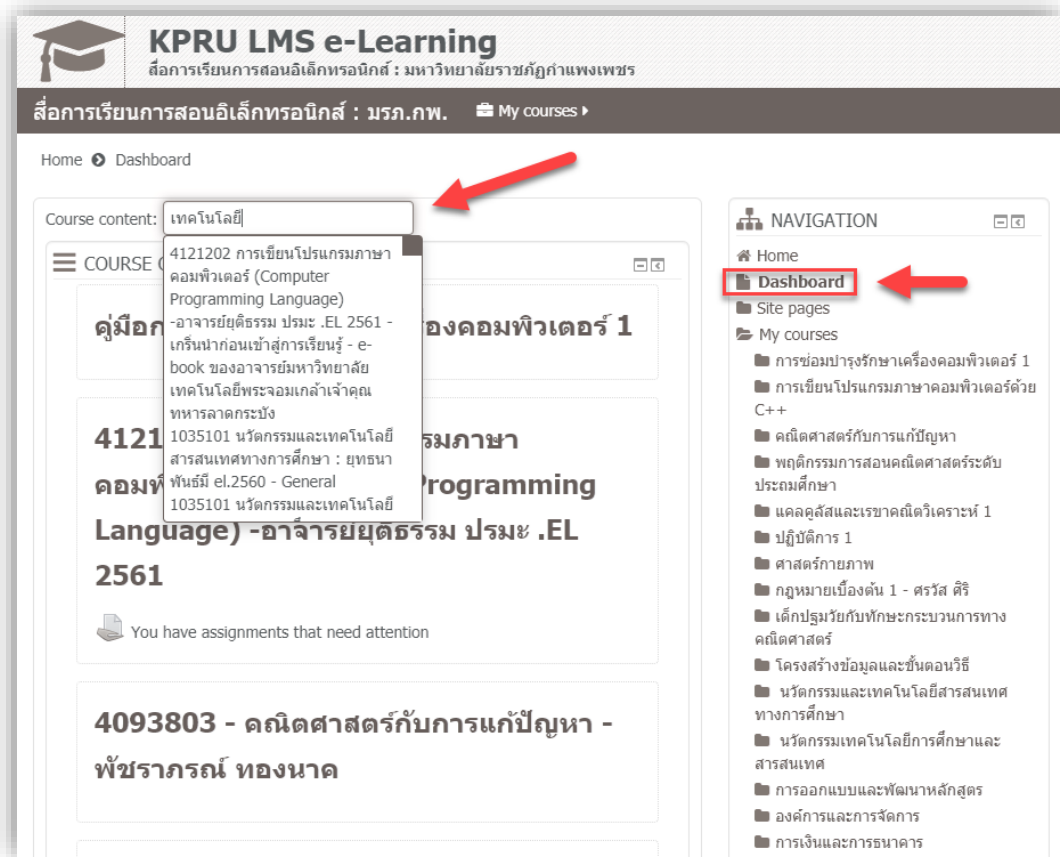 KPRU LMS e-Learning
สื่อการเรียนการสอนอิเล็กทรอนิกส์ : มหาวิทยาลัยราชภัฏกำแพงเพชร
สื่อการเรียนการสอนอิเล็กทรอนิกส์ : มรภ.กพ. My courses
Home Dashboard
Course content: เทคโนโลยี
4121202 การเขียนโปรแกรมภาษา
คอมพิวเตอร์ (Computer
Programming Language)
-อาจารย์ยุติธรรม ปรมะ .EL 2561 -
เกริ่นนำก่อนเข้าสู่การเรียนรู้ - e-
book ของอาจารย์มหาวิทยาลัย
เทคโนโลยีพระจอมเกล้าเจ้าคุณ
ทหารลาดกระบัง
1035101 นวัตกรรมและเทคโนโลยี
สารสนเทศทางการศึกษา : ยุทธนา
พันธ์มี el.2560 - General
1035101 นวัตกรรมและเทคโนโลยี
COURSE
คู่มือ องคอมพิวเตอร์ 1
4121 รมภาษา
คอมพิ Programming
Language) -อาจารย์ยุติธรรม ปรมะ .EL
2561
You have assignments that need attention
4093803 - คณิตศาสตร์กับการแก้ปัญหา -
พัชราภรณ์ ทองนาค
NAVIGATION
Home
Dashboard
Site pages
My courses
การซ่อมบำรุงรักษาเครื่องคอมพิวเตอร์ 1
การเขียนโปรแกรมภาษาคอมพิวเตอร์ด้วย
C++
คณิตศาสตร์กับการแก้ปัญหา
พฤติกรรมการสอนคณิตศาสตร์ระดับ
ประถมศึกษา
แคลคูลัสและเรขาคณิตวิเคราะห์ 1
ปฏิบัติการ 1
ศาสตร์กายภาพ
กฎหมายเบื้องต้น 1 - ศรวัส ศิริ
เด็กปฐมวัยกับทักษะกระบวนการทาง
คณิตศาสตร์
โครงสร้างข้อมูลและขั้นตอนวิธี
นวัตกรรมและเทคโนโลยีสารสนเทศ
ทางการศึกษา
นวัตกรรมเทคโนโลยีการศึกษาและ
สารสนเทศ
การออกแบบและพัฒนาหลักสูตร
องค์การและการจัดการ
การเงินและการธนาคาร